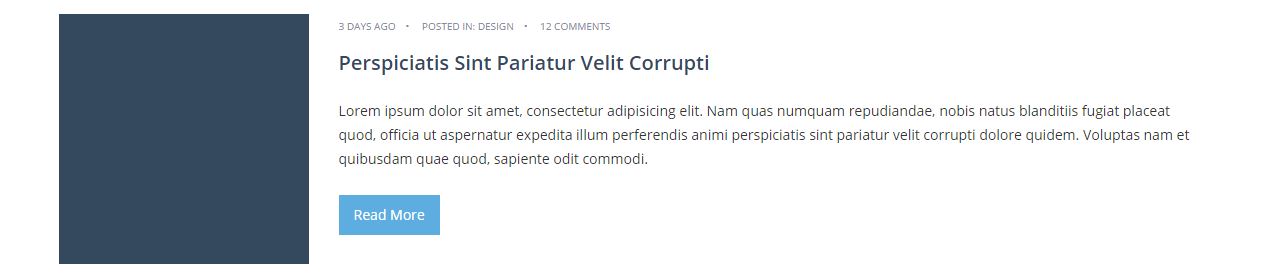 3 DAYS AGO • POSTED IN: DESIGN • 12 COMMENTS
Perspiciatis Sint Pariatur Velit Corrupti
Lorem ipsum dolor sit amet, consectetur adipisicing elit. Nam quas numquam repudiandae, nobis natus blanditiis fugiat placeat
quod, officia ut aspernatur expedita illum perferendis animi perspiciatis sint pariatur velit corrupti dolore quidem. Voluptas nam et
quibusdam quae quod, sapiente odit commodi.
Read More